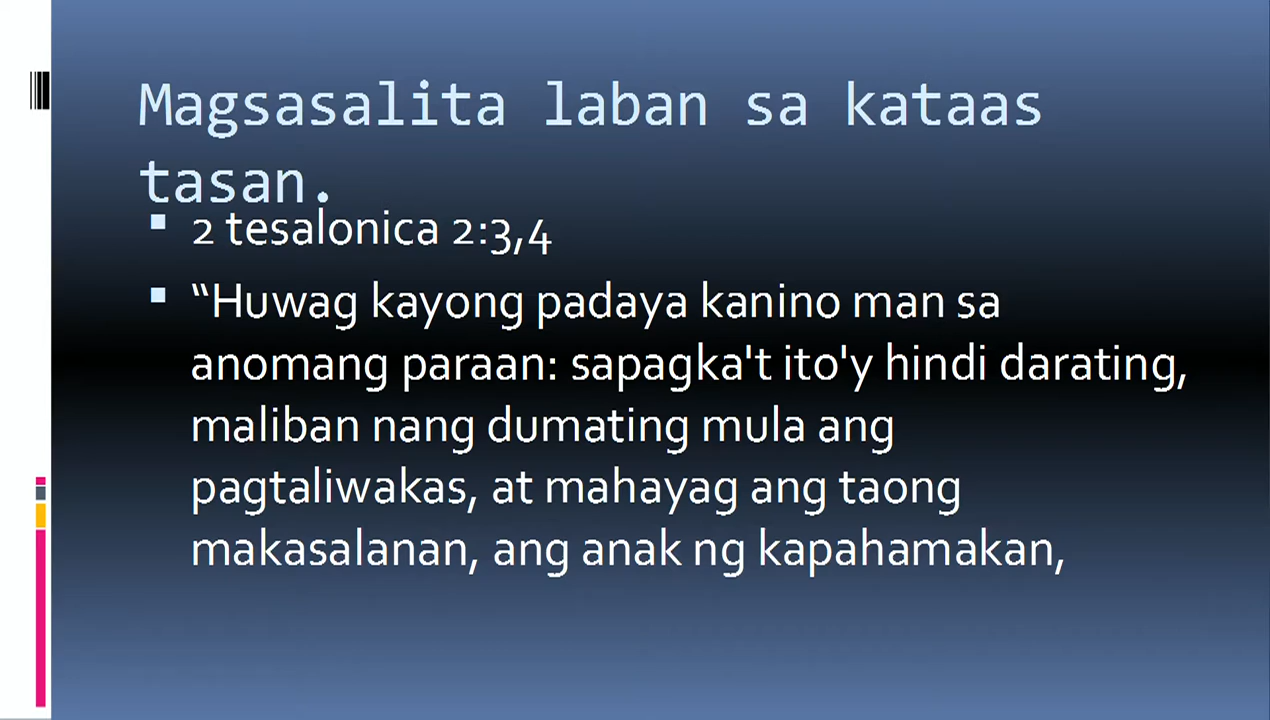 Magsasalita laban sa kataas
tasan.
2 tesalonica 2:3,4
“Huwag kayong padaya kanino man sa
anomang paraan: sapagka't ito'y hindi darating,
maliban nang dumating mula ang
pagtaliwakas, at mahayag ang taong
makasalanan, ang anak ng kapahamakan,